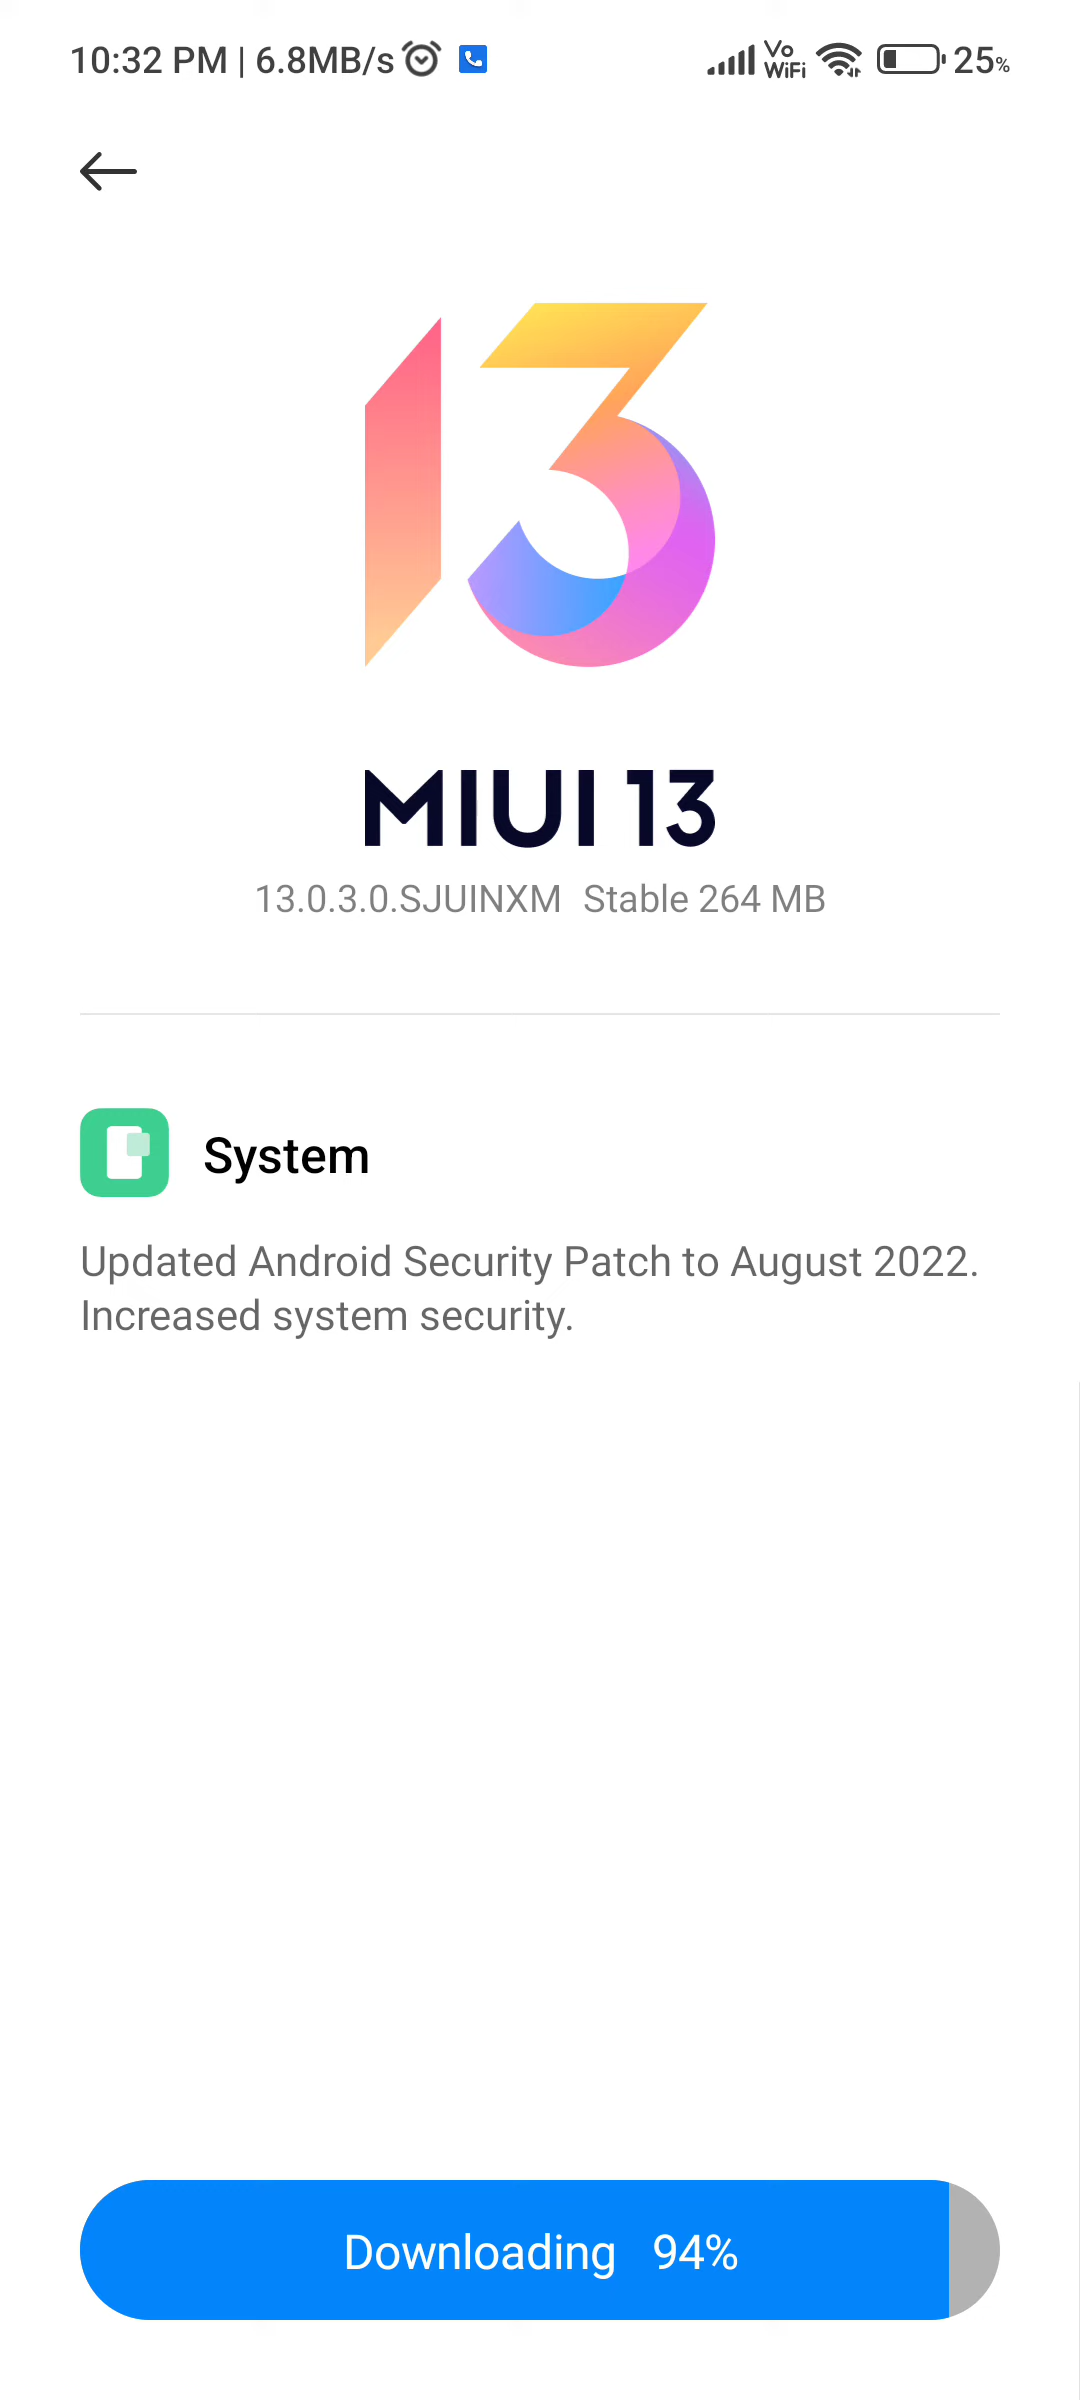 10:32 PM | 6.8MB/s Vo WiFi 25%
13
MIUI 13
13.0.3.0.SJUINXM Stable 264 MB
System
Updated Android Security Patch to August 2022.
Increased system security.
Downloading 94%